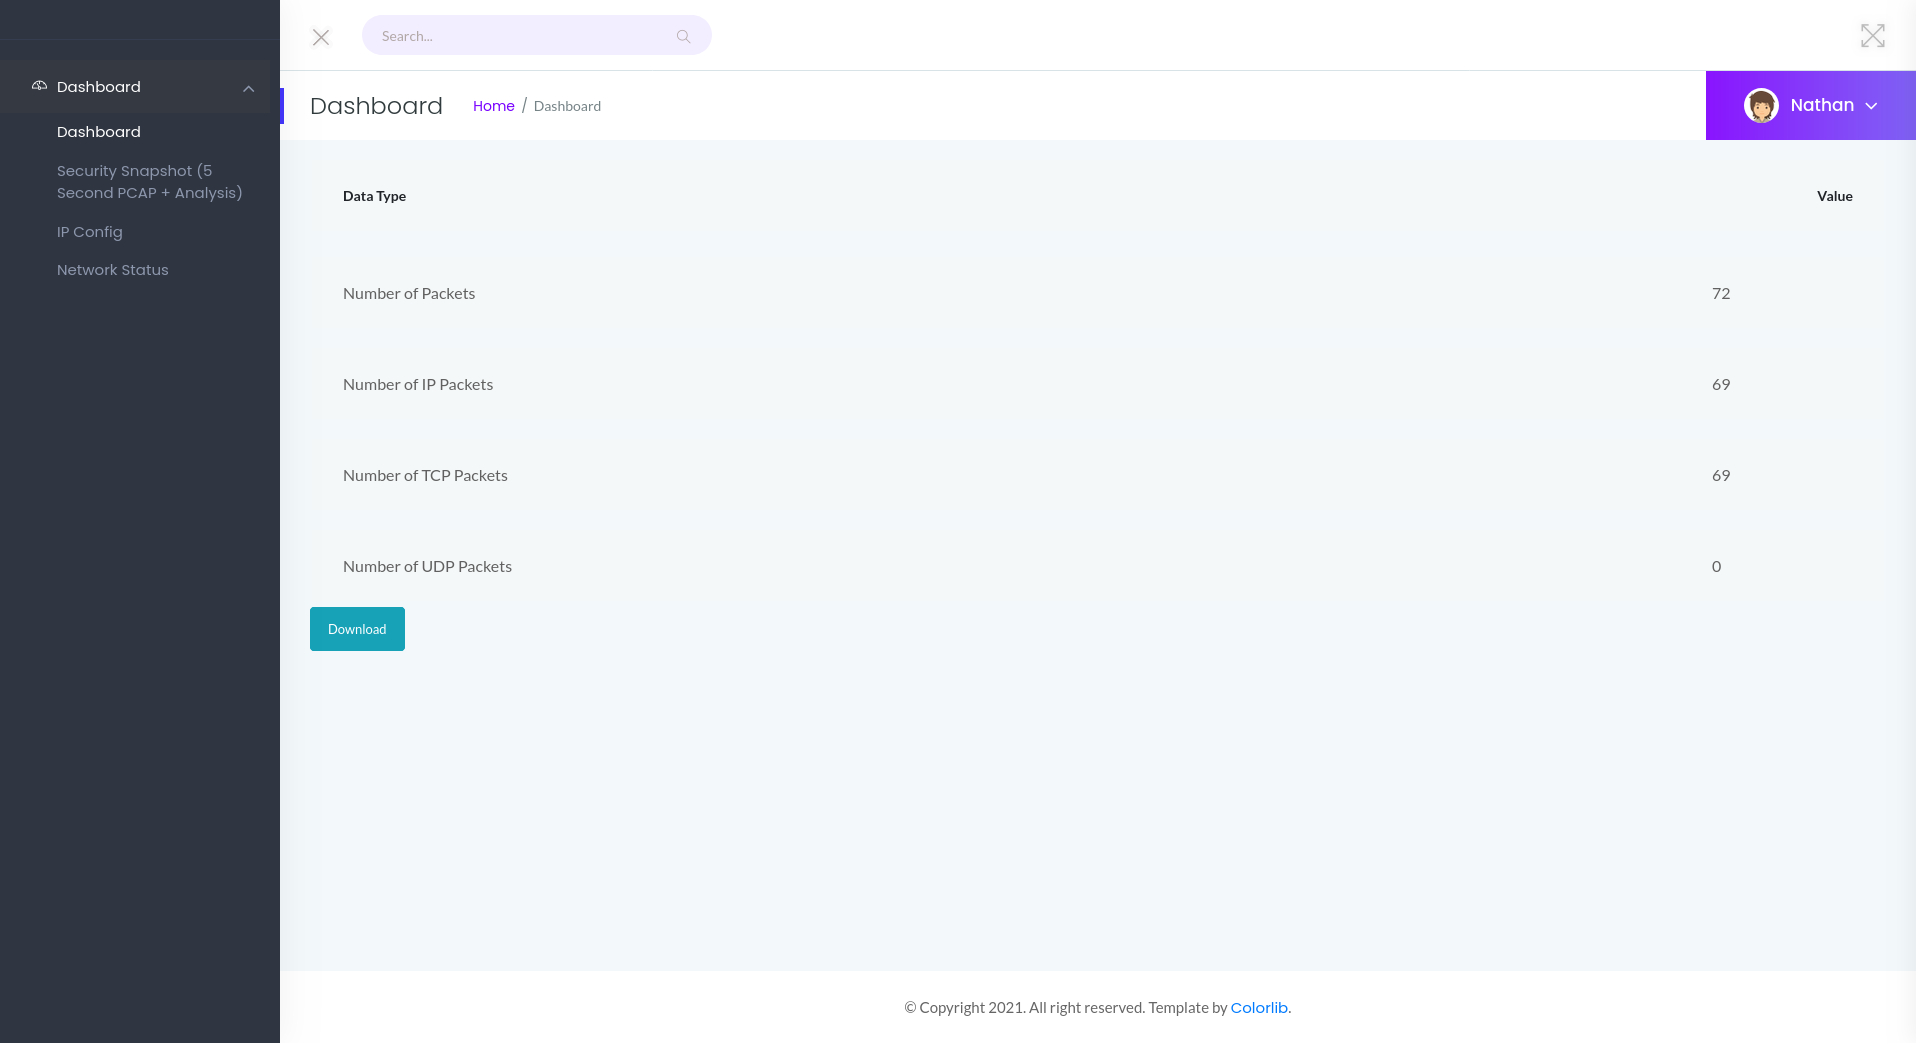 Search...
Dashboard
Dashboard
Security Snapshot (5
Second PCAP + Analysis)
IP Config
Network Status
Dashboard
Home / Dashboard
Nathan
Data Type Value
Number of Packets 72
Number of IP Packets 69
Number of TCP Packets 69
Number of UDP Packets 0
Download
© Copyright 2021. All right reserved. Template by Colorlib.